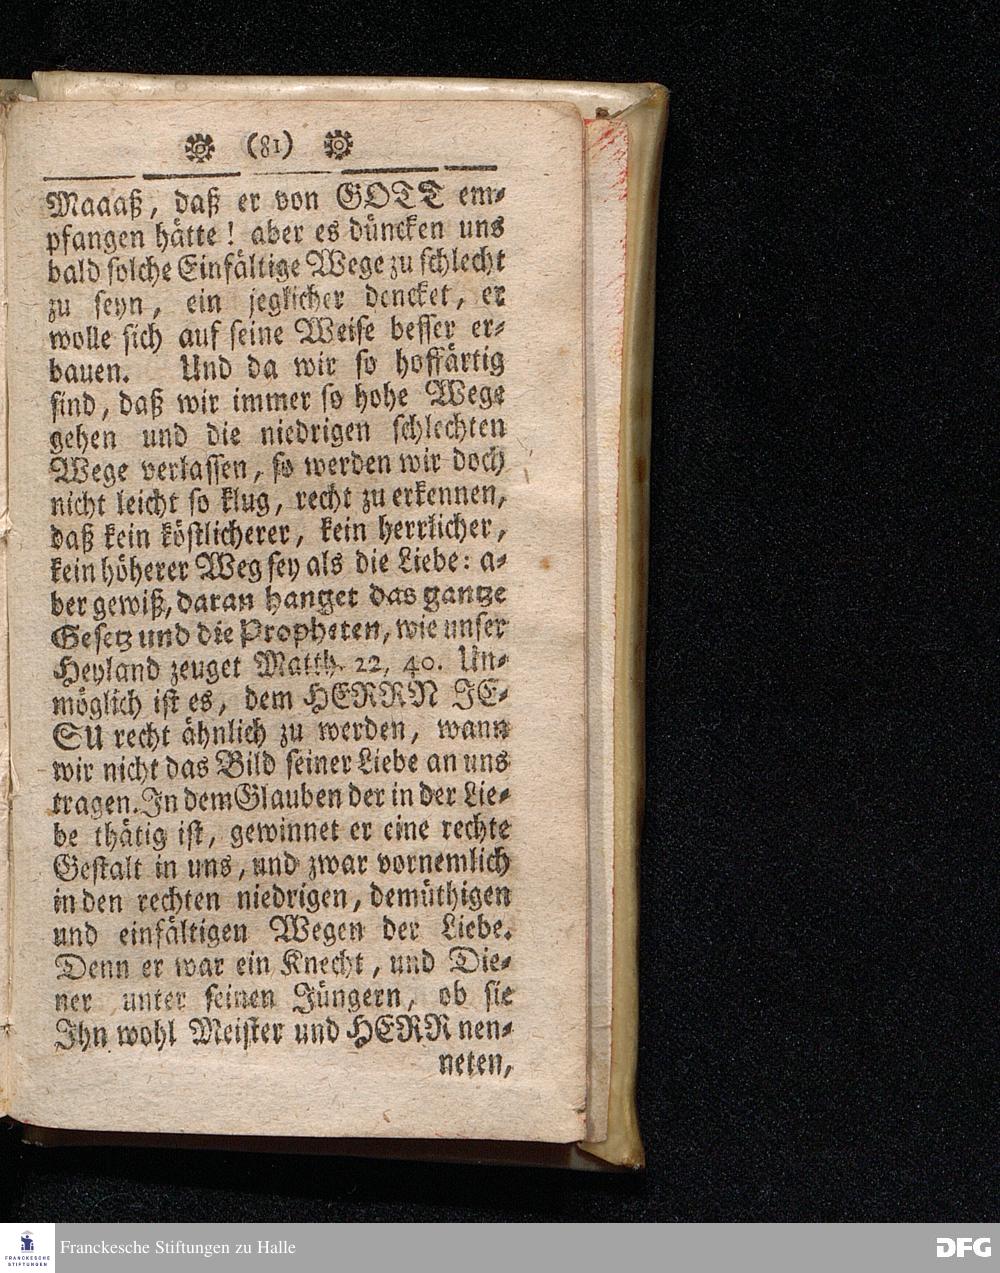 (81)
Maaaß, daß er von GOTT em-
pfangen hätte! aber es düncken uns
bald solche Einfältige Wege zu schlecht
zu seyn, ein jeglicher dencket, er
wolle sich auf seine Weise besser er-
bauen. Und da wir so hoffärtig
sind, daß wir immer so hohe Wege
gehen und die niedrigen schlechten
Wege verlassen, so werden wir doch
nicht leicht so klug, recht zu erkennen,
daß kein köstlicherer, kein herrlicher,
kein höherer Weg sey als die Liebe: a-
ber gewiß, daran hanget das gantze
Gesetz und die Propheten, wie unser
Heyland zeuget Matth. 22, 40. Un-
möglich ist es, dem HERRN JE-
SU recht ähnlich zu werden, wann
wir nicht das Bild seiner Liebe an uns
tragen. In dem Glauben der in der Lie-
be thätig ist, gewinnet er eine rechte
Gestalt in uns, und zwar vornemlich
in den rechten niedrigen, demüthigen
und einfältigen Wegen der Liebe.
Denn er war ein Knecht, und Die-
ner unter seinen Jüngern, ob sie
Ihn wohl Meister und HERR nen-
neten,
FRANCKESCHE
STIFTUNGEN
Franckesche Stiftungen zu Halle
DFG